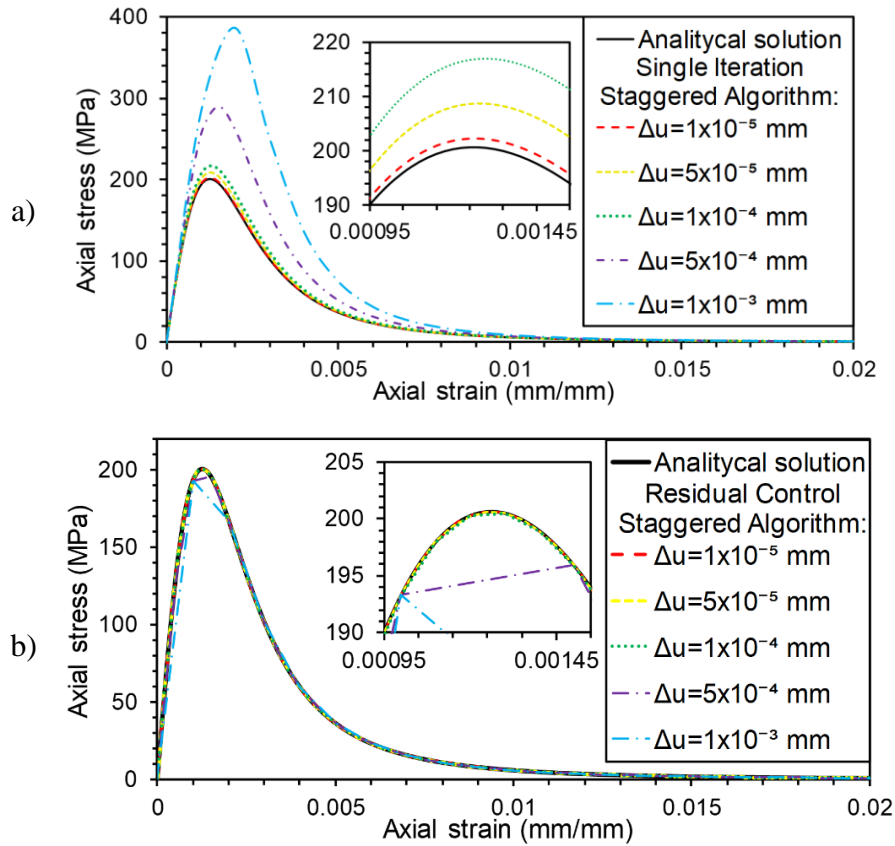 a)
Axial stress (MPa)
400
300
200
100
0
220
210
200
190
0.00095
0.00145
Analitycal solution
Single Iteration
Staggered Algorithm:
Δu=1x10⁻⁵ mm
Δu=5x10⁻⁵ mm
Δu=1x10⁻⁴ mm
Δu=5x10⁻⁴ mm
Δu=1x10⁻³ mm
0
0.005
0.01
0.015
0.02
Axial strain (mm/mm)
b)
Axial stress (MPa)
200
150
100
50
0
205
200
195
190
0.00095
0.00145
Analitycal solution
Residual Control
Staggered Algorithm:
Δu=1x10⁻⁵ mm
Δu=5x10⁻⁵ mm
Δu=1x10⁻⁴ mm
Δu=5x10⁻⁴ mm
Δu=1x10⁻³ mm
0
0.005
0.01
0.015
0.02
Axial strain (mm/mm)